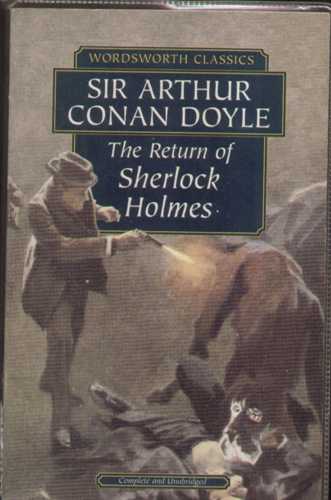 WORDSWORTH CLASSICS
SIR ARTHUR
CONAN DOYLE
The Return of
Sherlock
Holmes
Complete and Unabridged